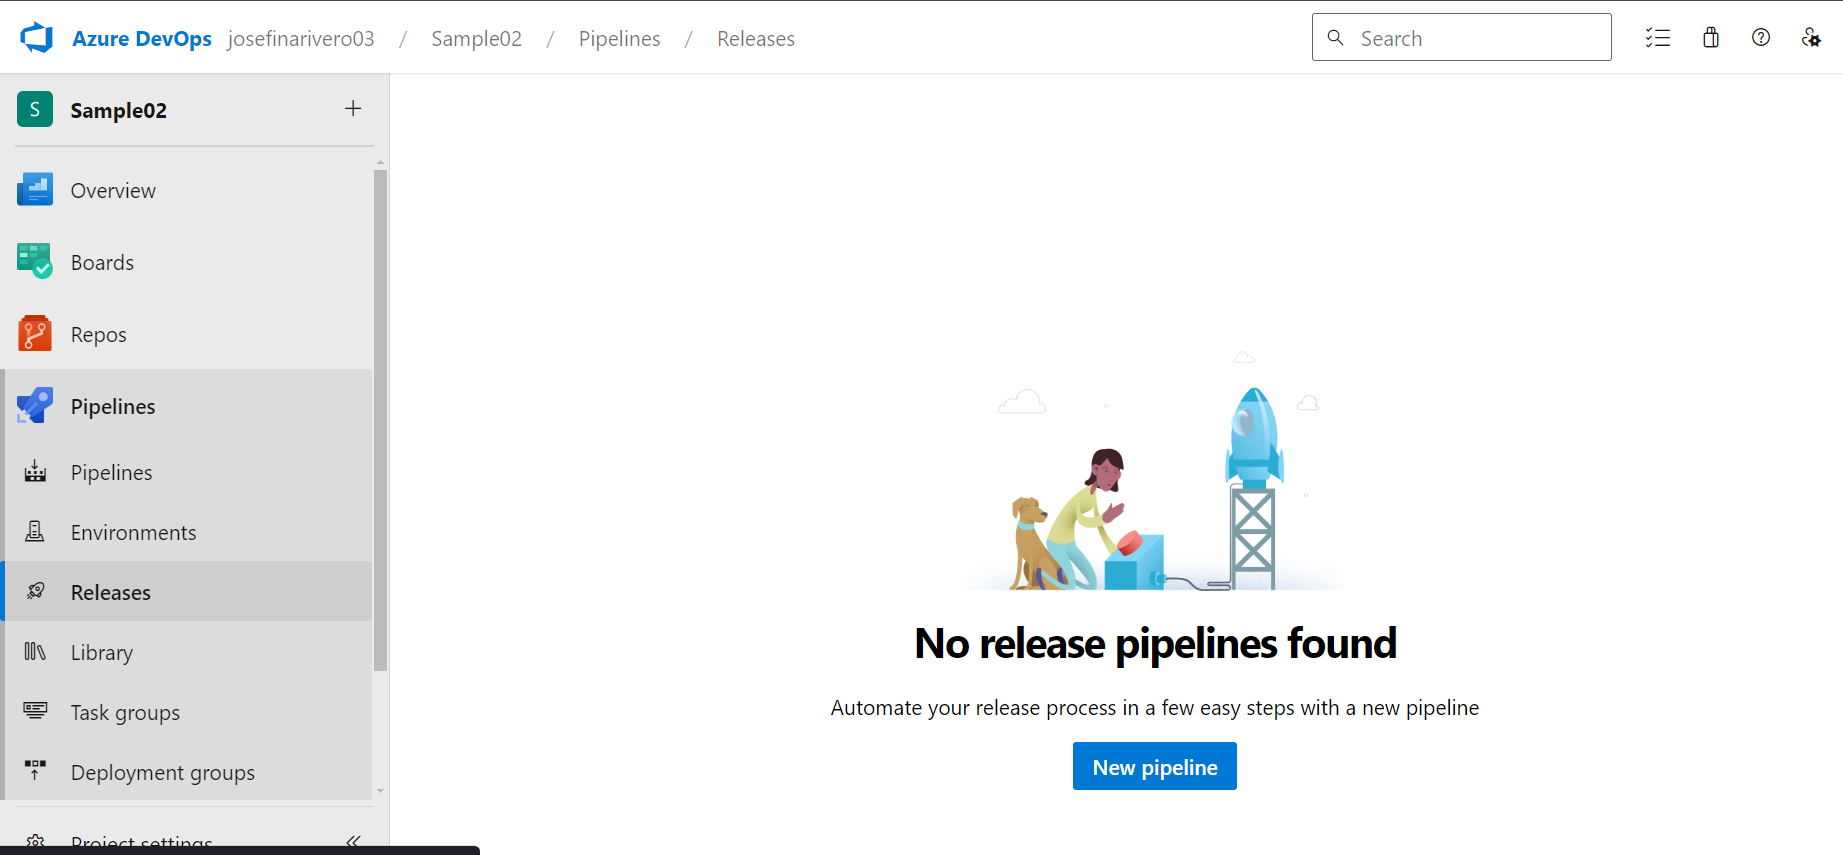 Azure DevOps josefinarivero03 / Sample02 / Pipelines / Releases Search
S Sample02 +
Overview
Boards
Repos
Pipelines
Pipelines
Environments
Releases
Library
Task groups
Deployment groups
Project settings
No release pipelines found
Automate your release process in a few easy steps with a new pipeline
New pipeline